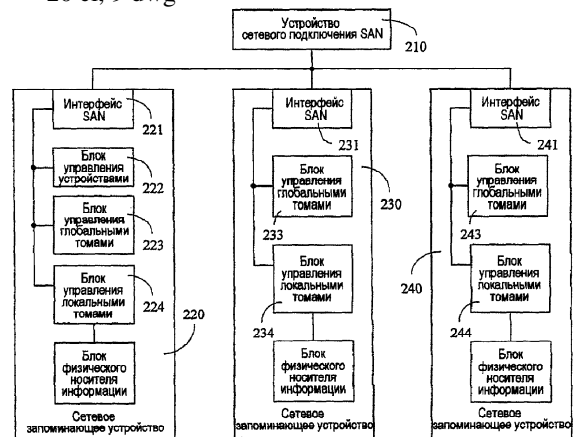 Устройство
сетевого подключения SAN
210
Интерфейс
SAN
221
Блок
управления
устройствами
222
Блок
управления
глобальными
томами
223
Блок
управления
локальными
томами
224
220
Блок
физического
носителя
информации
Сетевое
запоминающее устройство
Интерфейс
SAN
231
Блок
управления
глобальными
томами
233
230
Блок
управления
локальными
томами
234
Блок
физического
носителя
информации
Сетевое
запоминающее устройство
Интерфейс
SAN
241
Блок
управления
глобальными
томами
243
240
Блок
управления
локальными
томами
244
Блок
физического
носителя
информации
Сетевое
запоминающее устройство